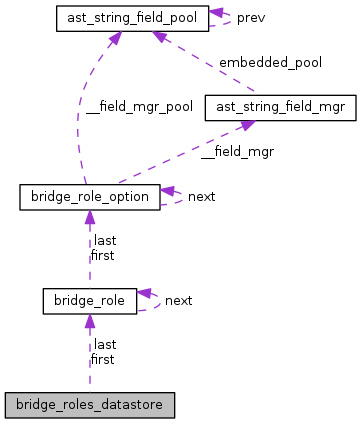 ast_string_field_pool
prev
embedded_pool
__field_mgr_pool
ast_string_field_mgr
__field_mgr
bridge_role_option
next
last
first
bridge_role
next
last
first
bridge_roles_datastore